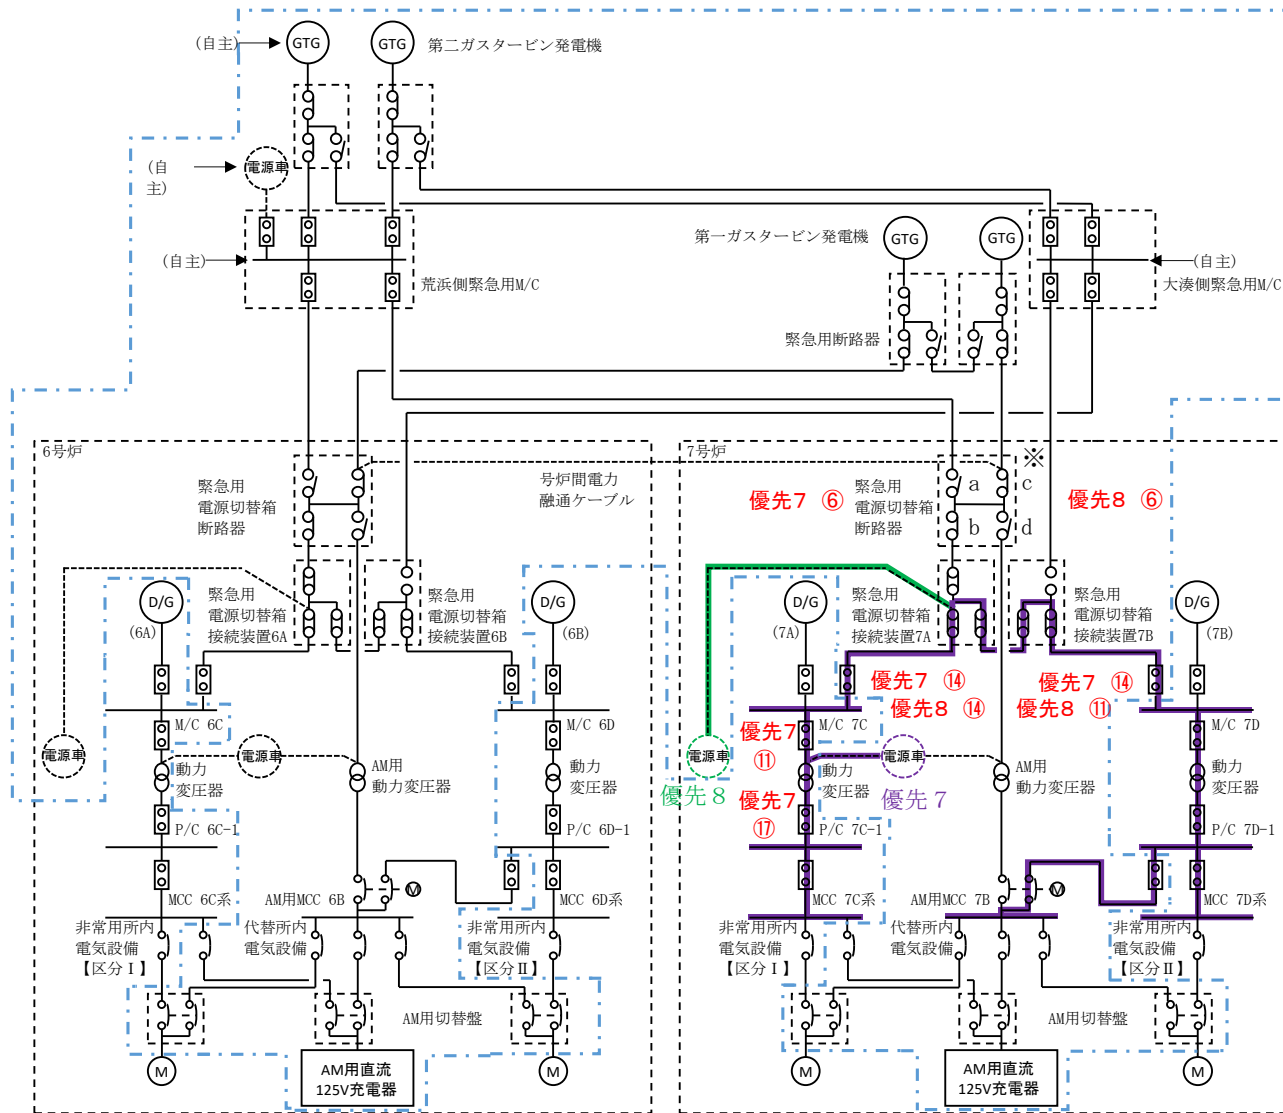 (自主)
GTG
GTG
第二ガスタービン発電機
(自
主)
電源車
(自主)
荒浜側緊急用M/C
第一ガスタービン発電機
GTG
GTG
緊急用断路器
(自主)
大湊側緊急用M/C
6号炉
緊急用
電源切替箱
断路器
号炉間電力
融通ケーブル
D/G
(6A)
緊急用
電源切替箱
接続装置6A
緊急用
電源切替箱
接続装置6B
D/G
(6B)
M/C 6C
M/C 6D
電源車
電源車
動力
変圧器
AM用
動力変圧器
動力
変圧器
P/C 6C-1
P/C 6D-1
MCC 6C系
AM用MCC 6B
M
MCC 6D系
非常用所内
電気設備
【区分Ⅰ】
代替所内
電気設備
非常用所内
電気設備
【区分Ⅱ】
AM用切替盤
M
AM用直流
125V充電器
M
7号炉
※
優先7 ⑥
緊急用
電源切替箱
断路器
a
c
b
d
優先8 ⑥
D/G
(7A)
緊急用
電源切替箱
接続装置7A
緊急用
電源切替箱
接続装置7B
D/G
(7B)
優先7 ⑭
優先8 ⑭
優先7 ⑭
優先8 ⑪
M/C 7C
M/C 7D
優先7
⑪
電源車
電源車
動力
変圧器
AM用
動力変圧器
動力
変圧器
優先8
優先7
⑰
優先7
P/C 7C-1
P/C 7D-1
MCC 7C系
AM用MCC 7B
M
MCC 7D系
非常用所内
電気設備
【区分Ⅰ】
代替所内
電気設備
非常用所内
電気設備
【区分Ⅱ】
AM用切替盤
M
AM用直流
125V充電器
M